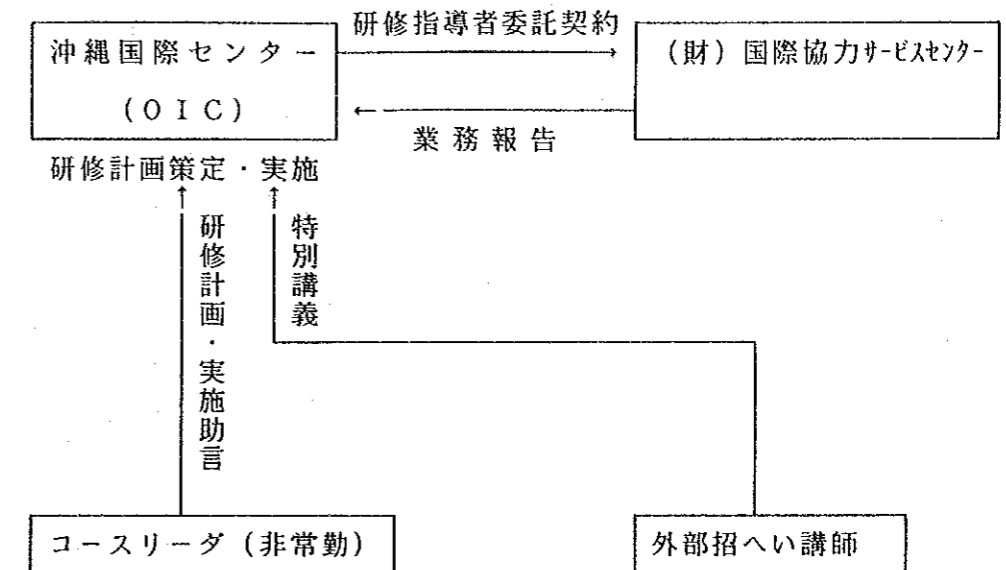 研修指導者委託契約
沖縄国際センター
(OIC)
(財)国際協力サービスセンター
業務報告
研修計画策定・実施
研修計画・実施助言
特別講義
コースリーダ(非常勤)
外部招へい講師